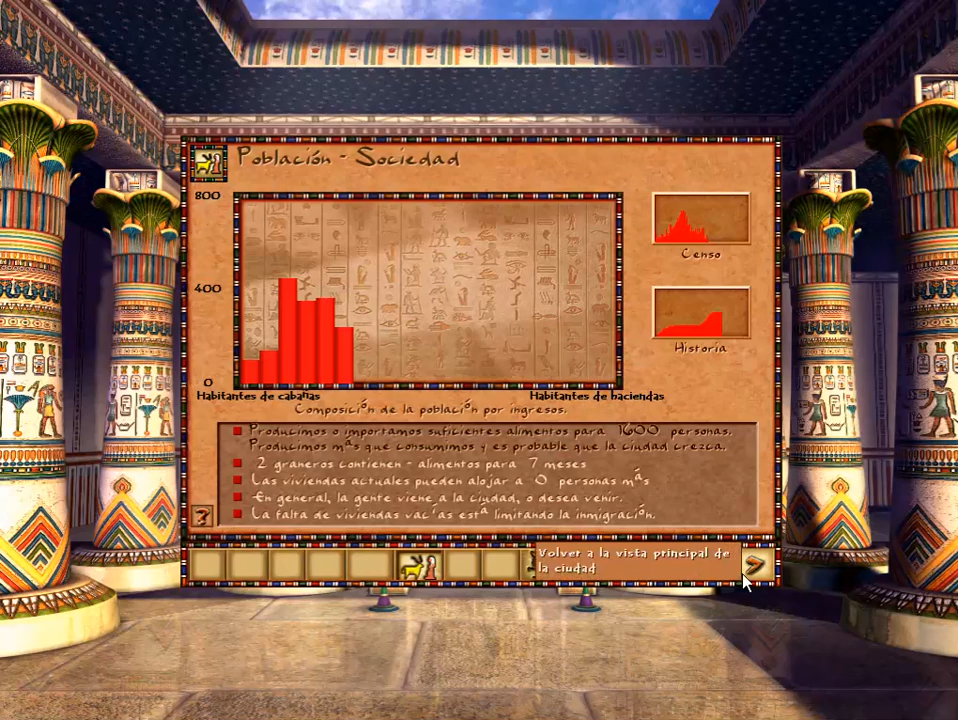 Población - Sociedad
800
400
0
Habitantes de cabañas
Habitantes de haciendas
Composición de la población por ingresos.
Censo
Historia
Producimos o importamos suficientes alimentos para 1600 personas.
Producimos más que consumimos y es probable que la ciudad crezca.
2 graneros contienen - alimentos para 7 meses
Las viviendas actuales pueden alojar a 0 personas más
En general, la gente viene a la ciudad, o desea venir.
La falta de viviendas vacías está limitando la inmigración.
?
Volver a la vista principal de
la ciudad